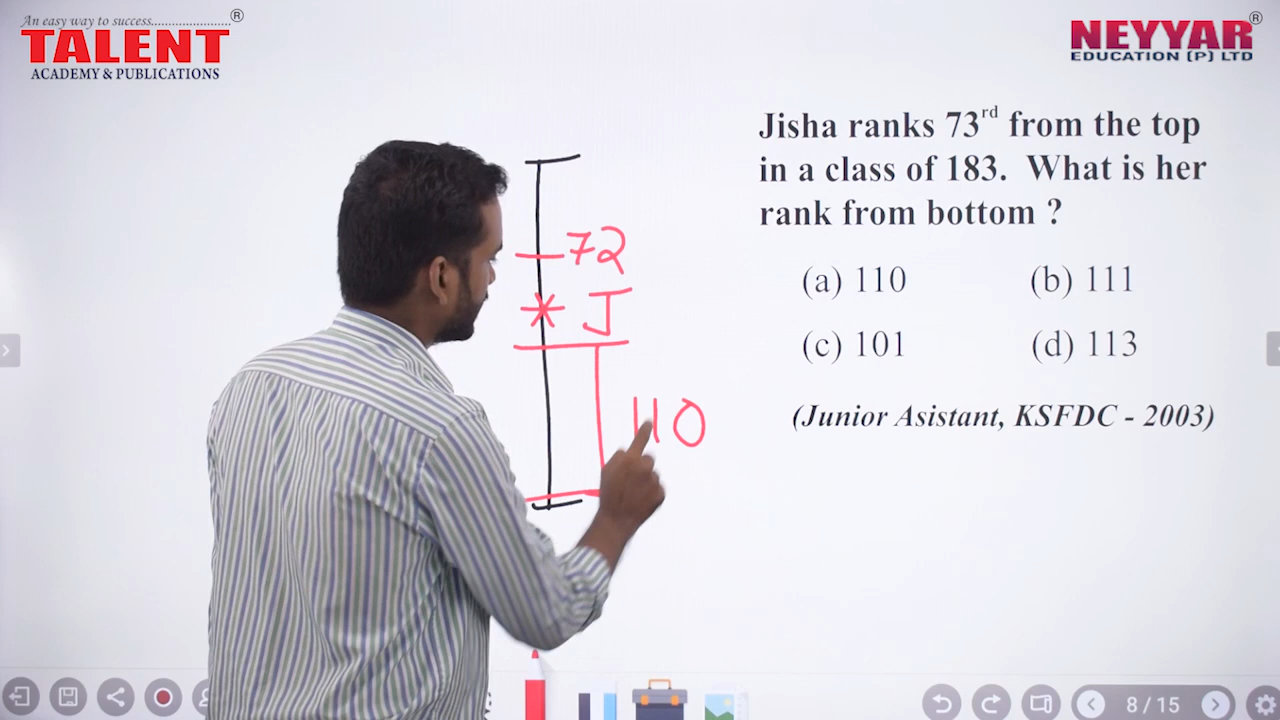 An easy way to success.......................®
TALENT
ACADEMY & PUBLICATIONS
NEYYAR®
EDUCATION (P) LTD
72
J
110
Jisha ranks 73rd from the top
in a class of 183. What is her
rank from bottom ?
(a) 110 (b) 111
(c) 101 (d) 113
(Junior Asistant, KSFDC - 2003)
8/15